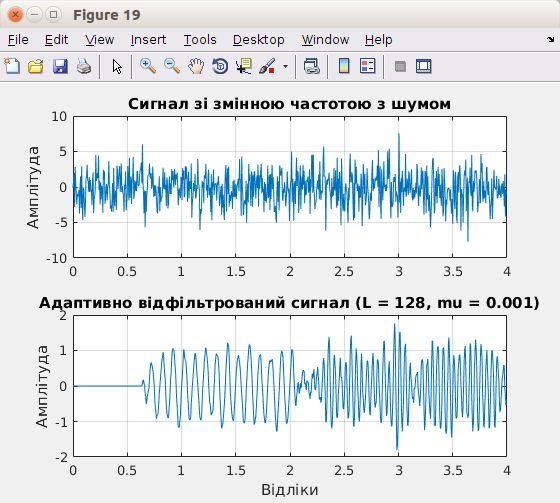 Figure 19
File Edit View Insert Tools Desktop Window Help
Сигнал зі змінною частотою з шумом
Амплітуда
10
5
0
-5
-10
0 0.5 1 1.5 2 2.5 3 3.5 4
Адаптивно відфільтрований сигнал (L = 128, mu = 0.001)
Амплітуда
2
1
0
-1
-2
0 0.5 1 1.5 2 2.5 3 3.5 4
Відліки